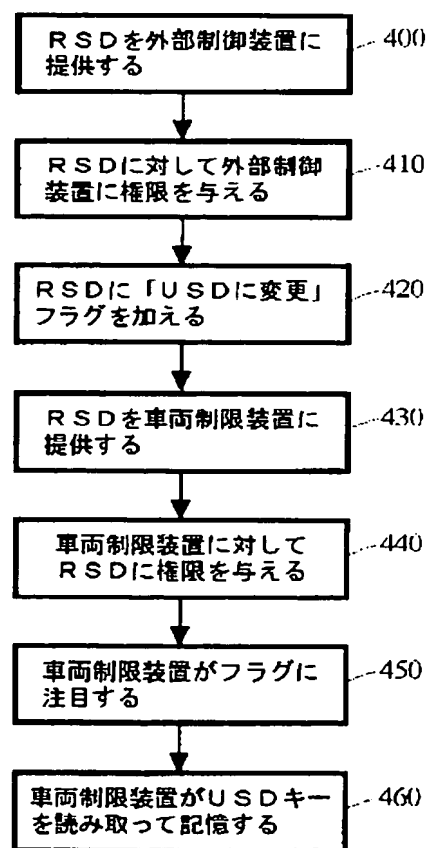 RSDを外部制御装置に
提供する
400
RSDに対して外部制御
装置に権限を与える
410
RSDに「USDに変更」
フラグを加える
420
RSDを車両制限装置に
提供する
430
車両制限装置に対して
RSDに権限を与える
440
車両制限装置がフラグに
注目する
450
車両制限装置がUSDキー
を読み取って記憶する
460